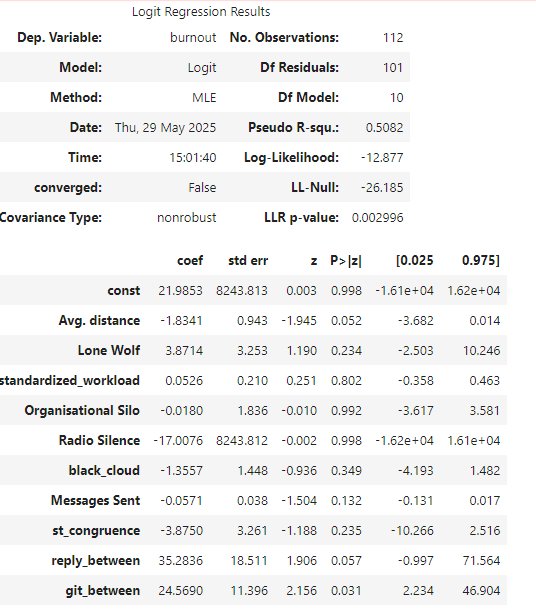 Logit Regression Results
Dep. Variable: burnout No. Observations: 112
Model: Logit Df Residuals: 101
Method: MLE Df Model: 10
Date: Thu, 29 May 2025 Pseudo R-squ.: 0.5082
Time: 15:01:40 Log-Likelihood: -12.877
converged: False LL-Null: -26.185
Covariance Type: nonrobust LLR p-value: 0.002996
coef std err z P>|z| [0.025 0.975]
const 21.9853 8243.813 0.003 0.998 -1.61e+04 1.62e+04
Avg. distance -1.8341 0.943 -1.945 0.052 -3.682 0.014
Lone Wolf 3.8714 3.253 1.190 0.234 -2.503 10.246
standardized_workload 0.0526 0.210 0.251 0.802 -0.358 0.463
Organisational Silo -0.0180 1.836 -0.010 0.992 -3.617 3.581
Radio Silence -17.0076 8243.812 -0.002 0.998 -1.62e+04 1.61e+04
black_cloud -1.3557 1.448 -0.936 0.349 -4.193 1.482
Messages Sent -0.0571 0.038 -1.504 0.132 -0.131 0.017
st_congruence -3.8750 3.261 -1.188 0.235 -10.266 2.516
reply_between 35.2836 18.511 1.906 0.057 -0.997 71.564
git_between 24.5690 11.396 2.156 0.031 2.234 46.904